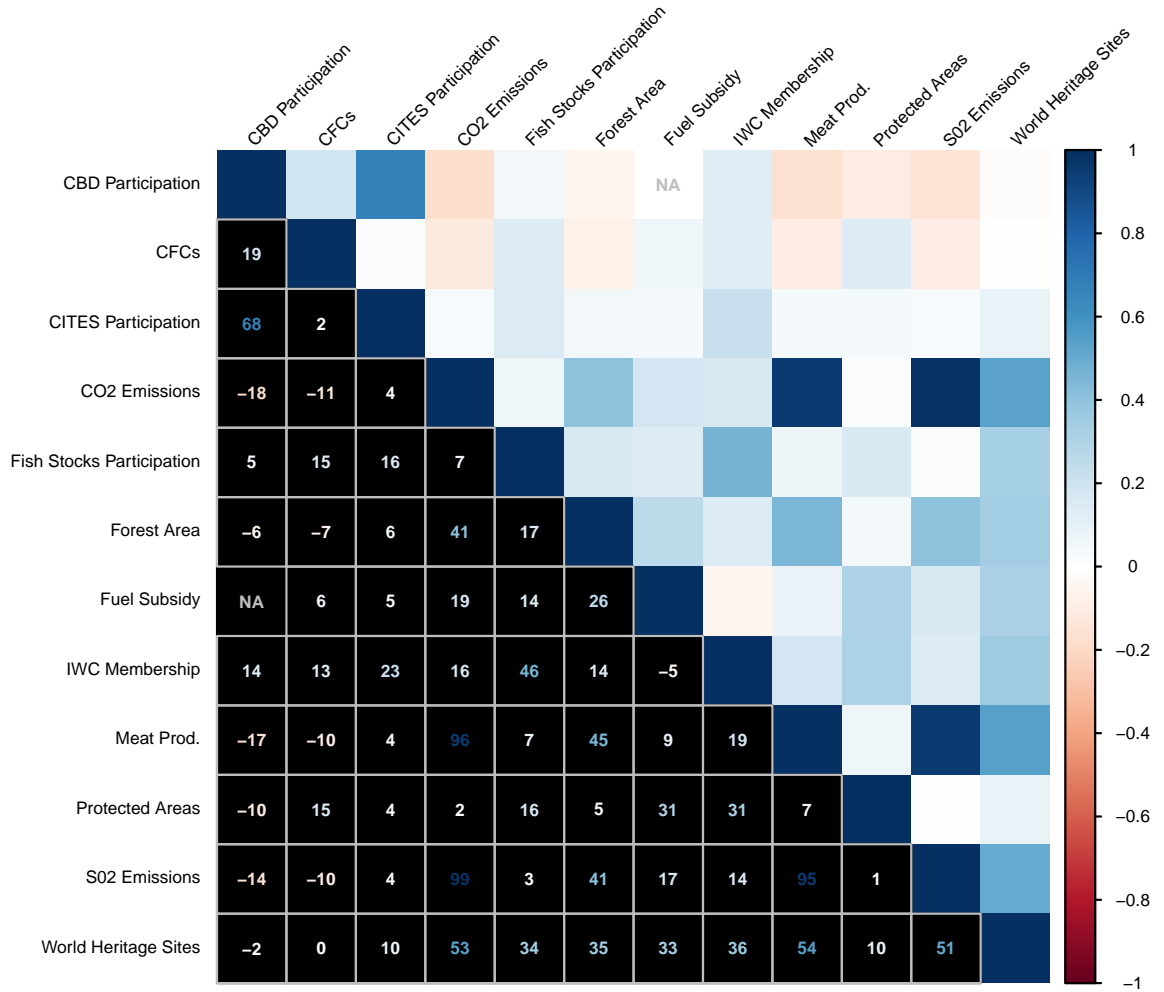 CBD Participation
CFCs
CITES Participation
CO2 Emissions
Fish Stocks Participation
Forest Area
Fuel Subsidy
IWC Membership
Meat Prod.
Protected Areas
S02 Emissions
World Heritage Sites
CBD Participation NA
CFCs 19
CITES Participation 68 2
CO2 Emissions −18 −11 4
Fish Stocks Participation 5 15 16 7
Forest Area −6 −7 6 41 17
Fuel Subsidy NA 6 5 19 14 26
IWC Membership 14 13 23 16 46 14 −5
Meat Prod. −17 −10 4 96 7 45 9 19
Protected Areas −10 15 4 2 16 5 31 31 7
S02 Emissions −14 −10 4 99 3 41 17 14 95 1
World Heritage Sites −2 0 10 53 34 35 33 36 54 10 51
1
0.8
0.6
0.4
0.2
0
−0.2
−0.4
−0.6
−0.8
−1